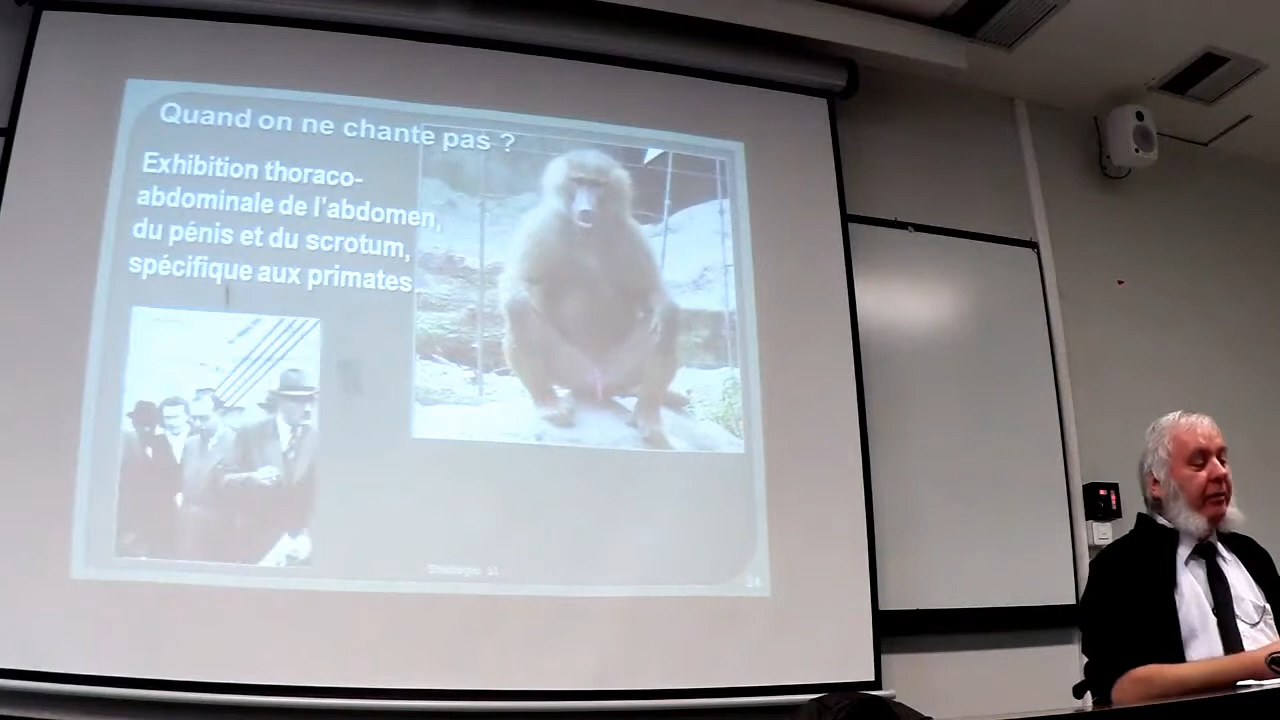 Quand on ne chante pas ?
Exhibition thoraco-
abdominale de l'abdomen,
du pénis et du scrotum,
spécifique aux primates